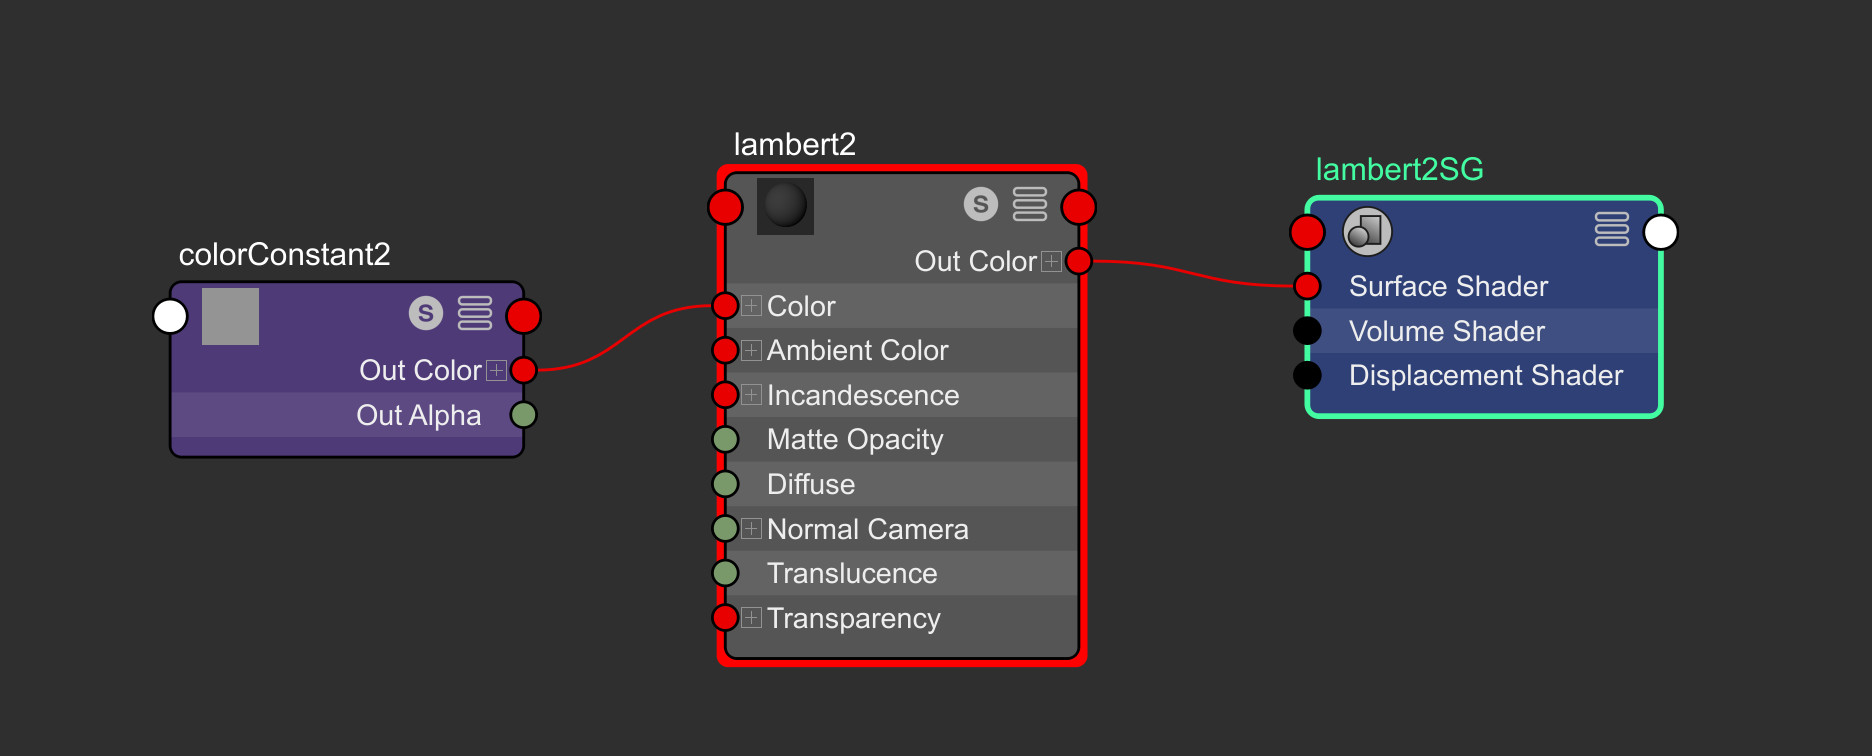 colorConstant2
S
Out Color
Out Alpha
lambert2
S
Out Color
Color
Ambient Color
Incandescence
Matte Opacity
Diffuse
Normal Camera
Translucence
Transparency
lambert2SG
Surface Shader
Volume Shader
Displacement Shader